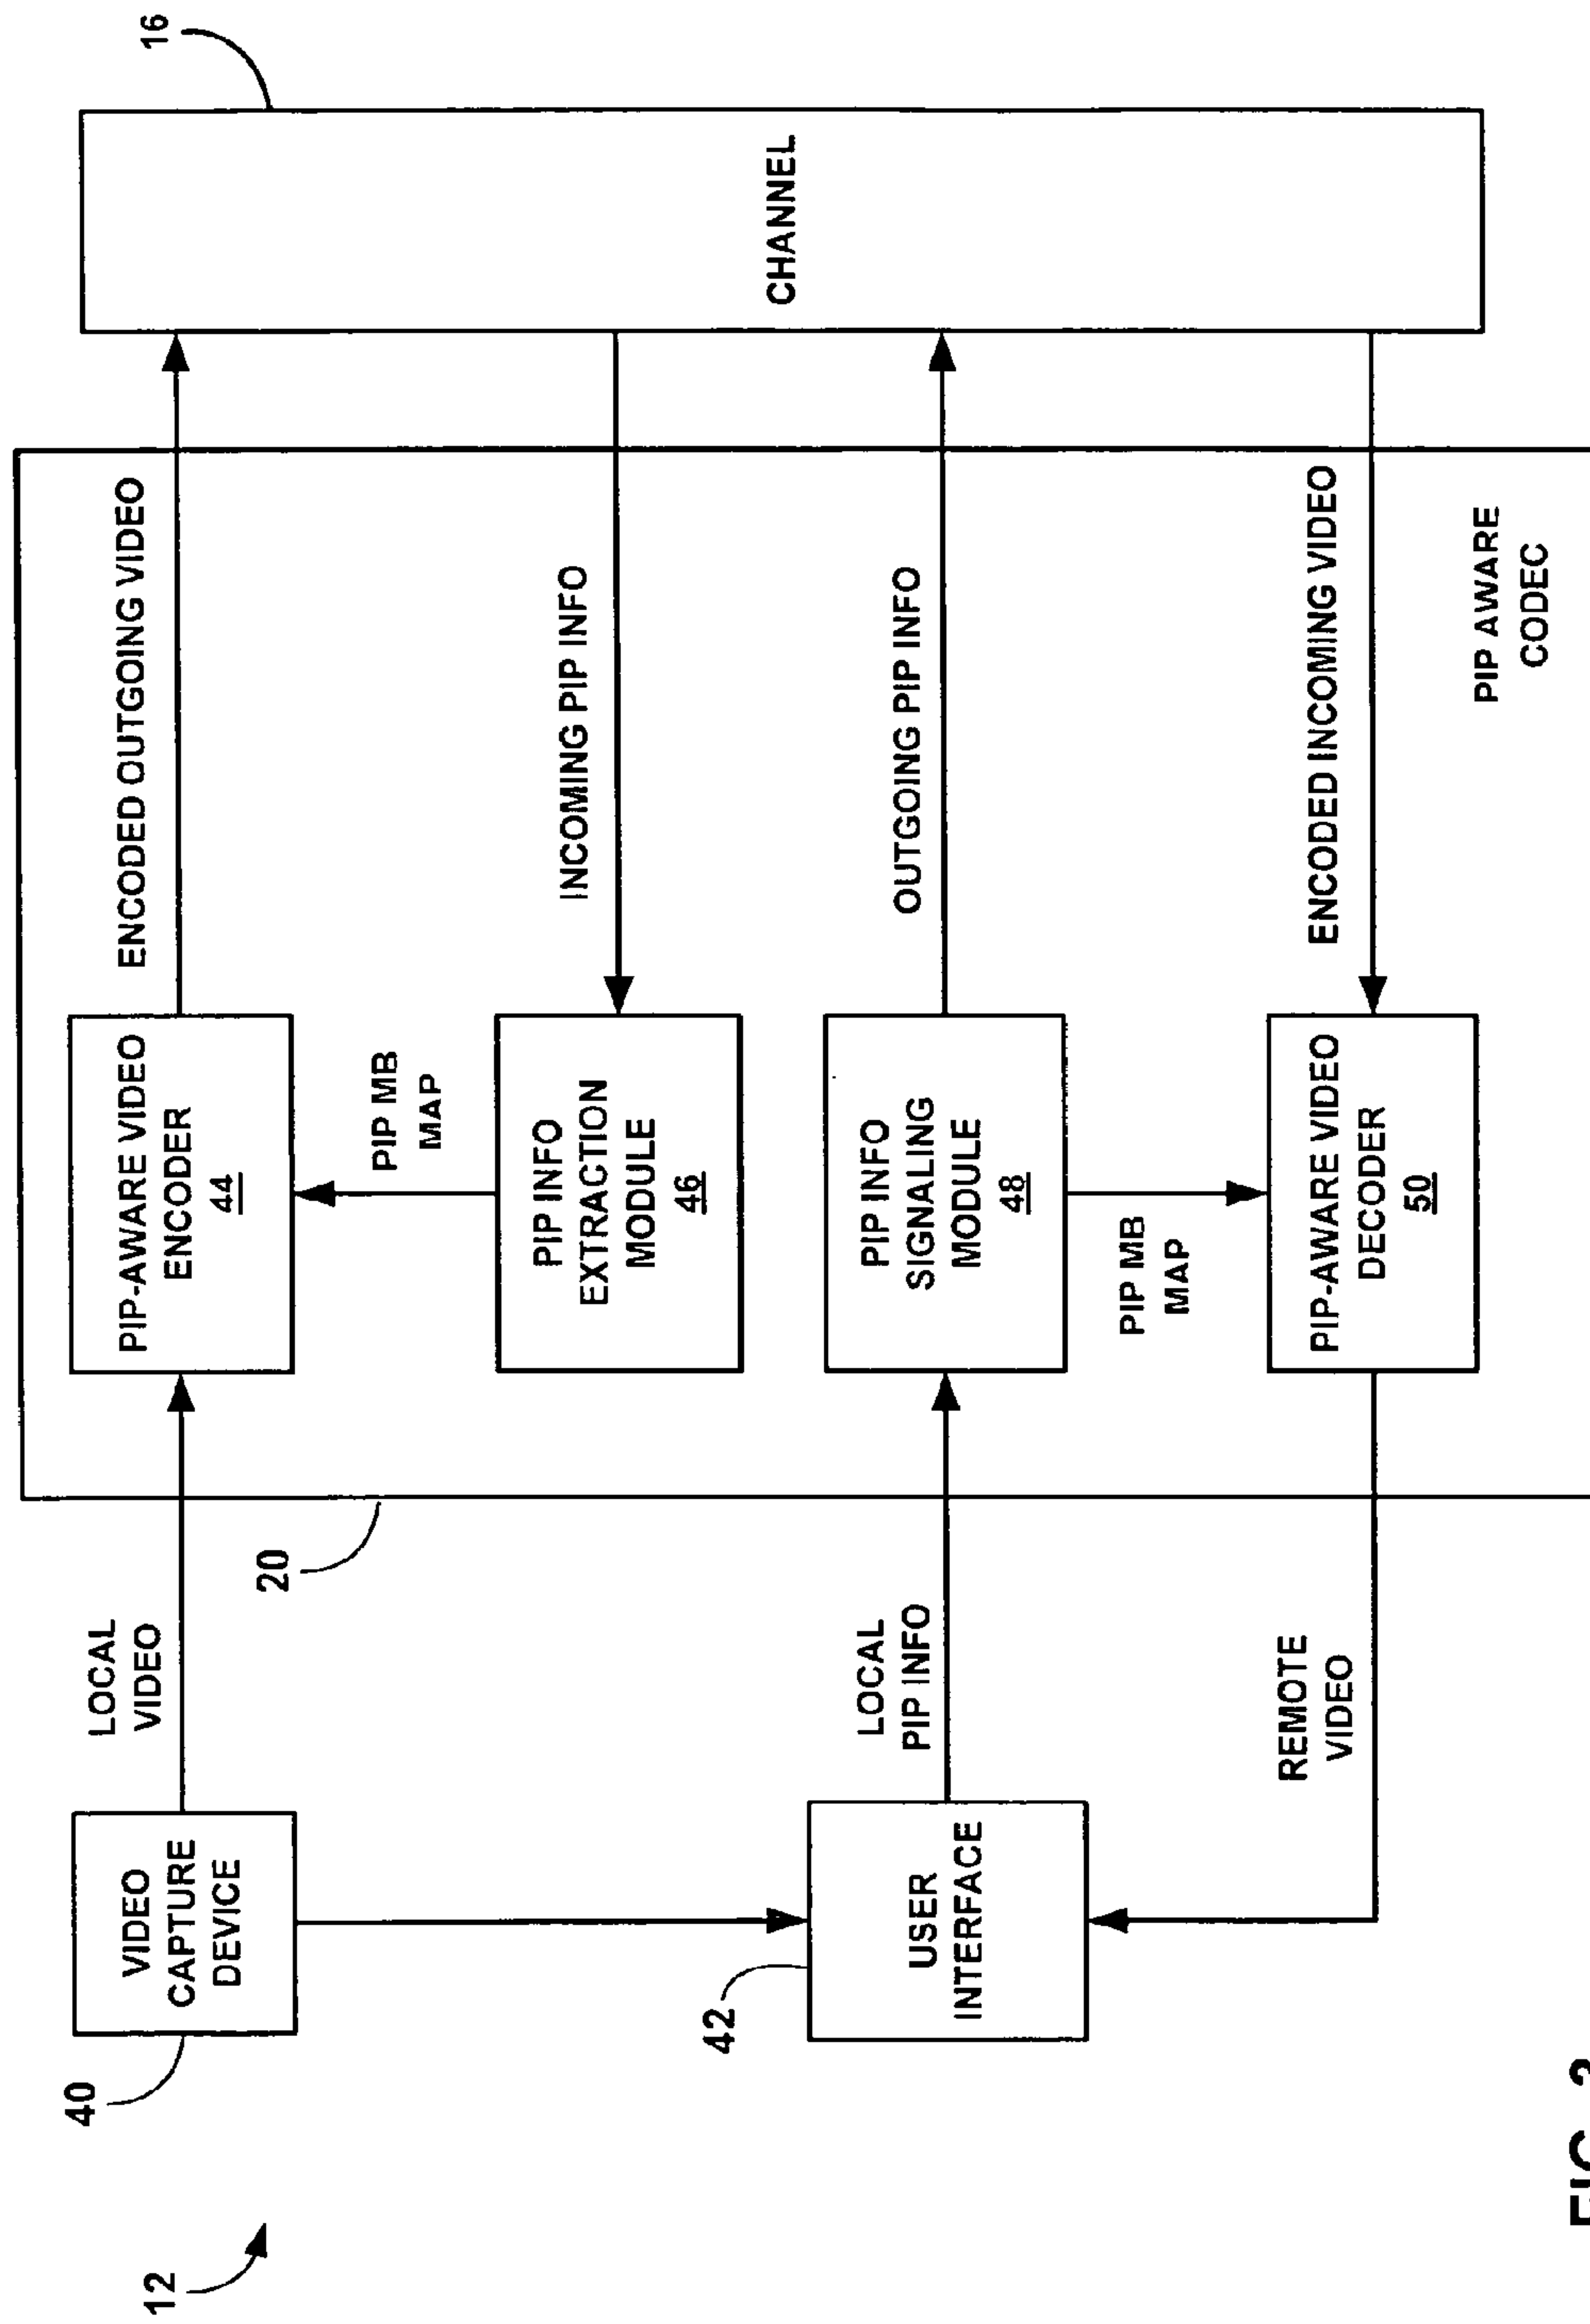 12
40
VIDEO
CAPTURE
DEVICE
LOCAL
VIDEO
20
PIP-AWARE VIDEO
ENCODER
44
ENCODED OUTGOING VIDEO
16
PIP MB
MAP
PIP INFO
EXTRACTION
MODULE
46
INCOMING PIP INFO
CHANNEL
42
USER
INTERFACE
LOCAL
PIP INFO
PIP INFO
SIGNALING
MODULE
48
OUTGOING PIP INFO
PIP MB
MAP
REMOTE
VIDEO
PIP-AWARE VIDEO
DECODER
50
ENCODED INCOMING VIDEO
PIP AWARE
CODEC
FIG. 3